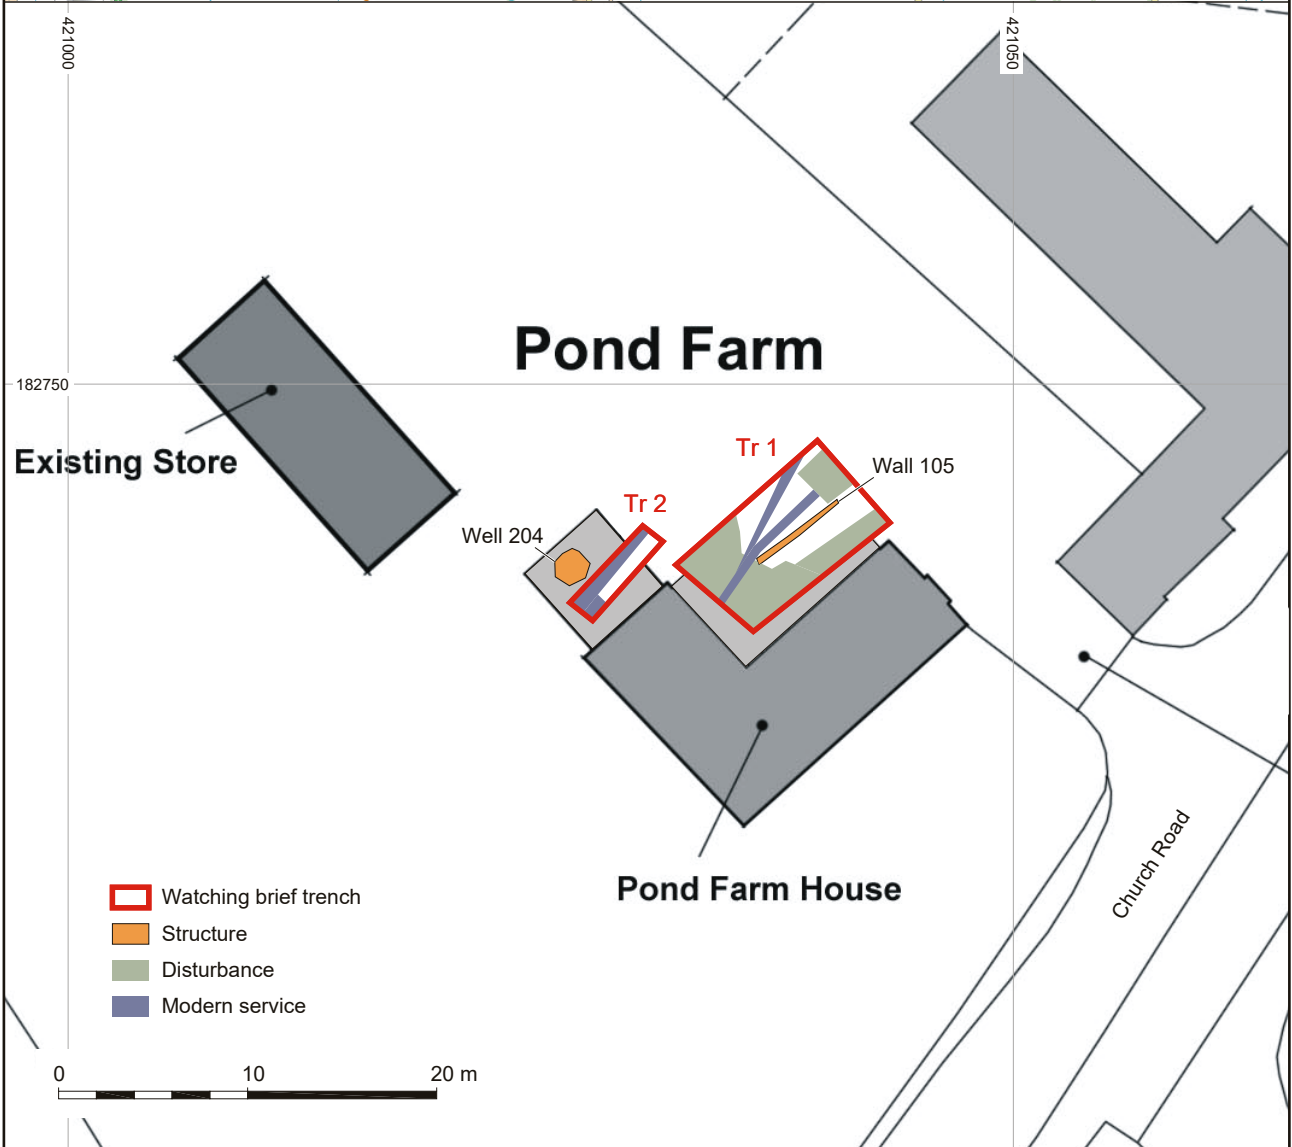 421000
421050
Pond Farm
182750
Existing Store
Tr 1
Wall 105
Tr 2
Well 204
Pond Farm House
Church Road
Watching brief trench
Structure
Disturbance
Modern service
0 10 20 m